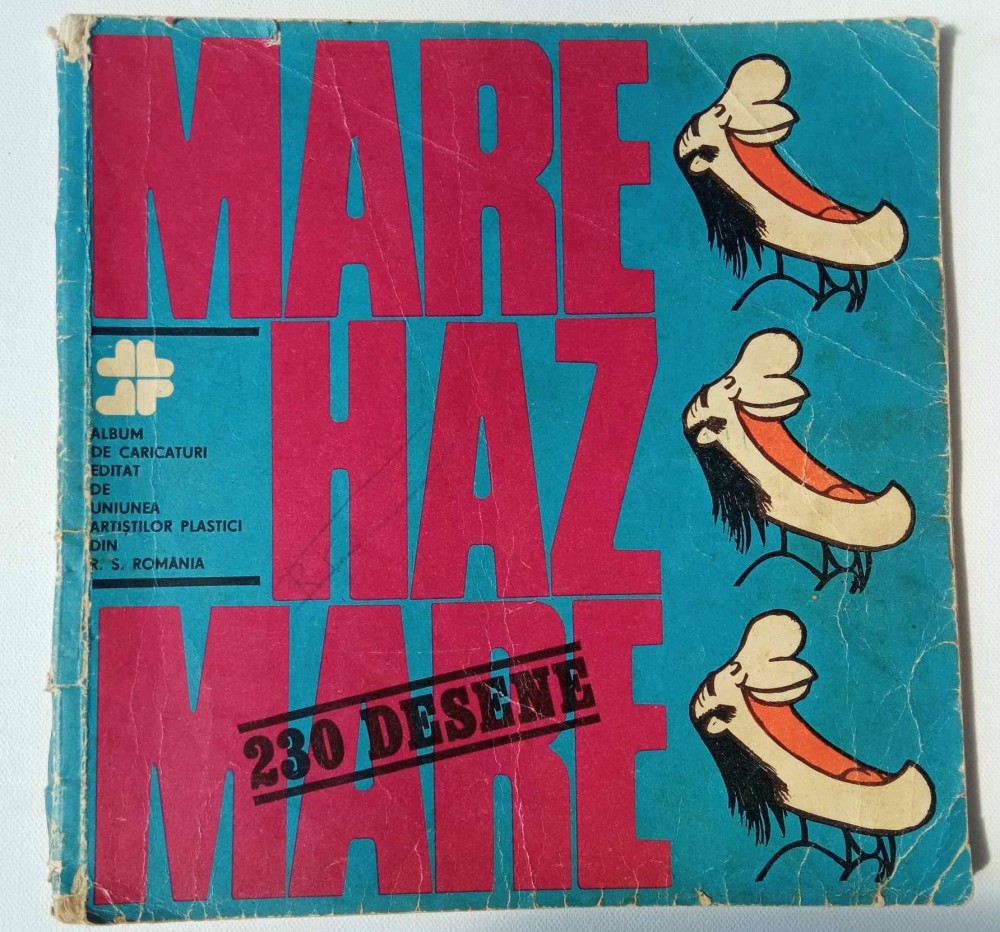 MARE
HAZ
MARE
ALBUM
DE CARICATURI
EDITAT
DE
UNIUNEA
ARTIȘTILOR PLASTICI
DIN
R. S. ROMÂNIA
230 DESENE